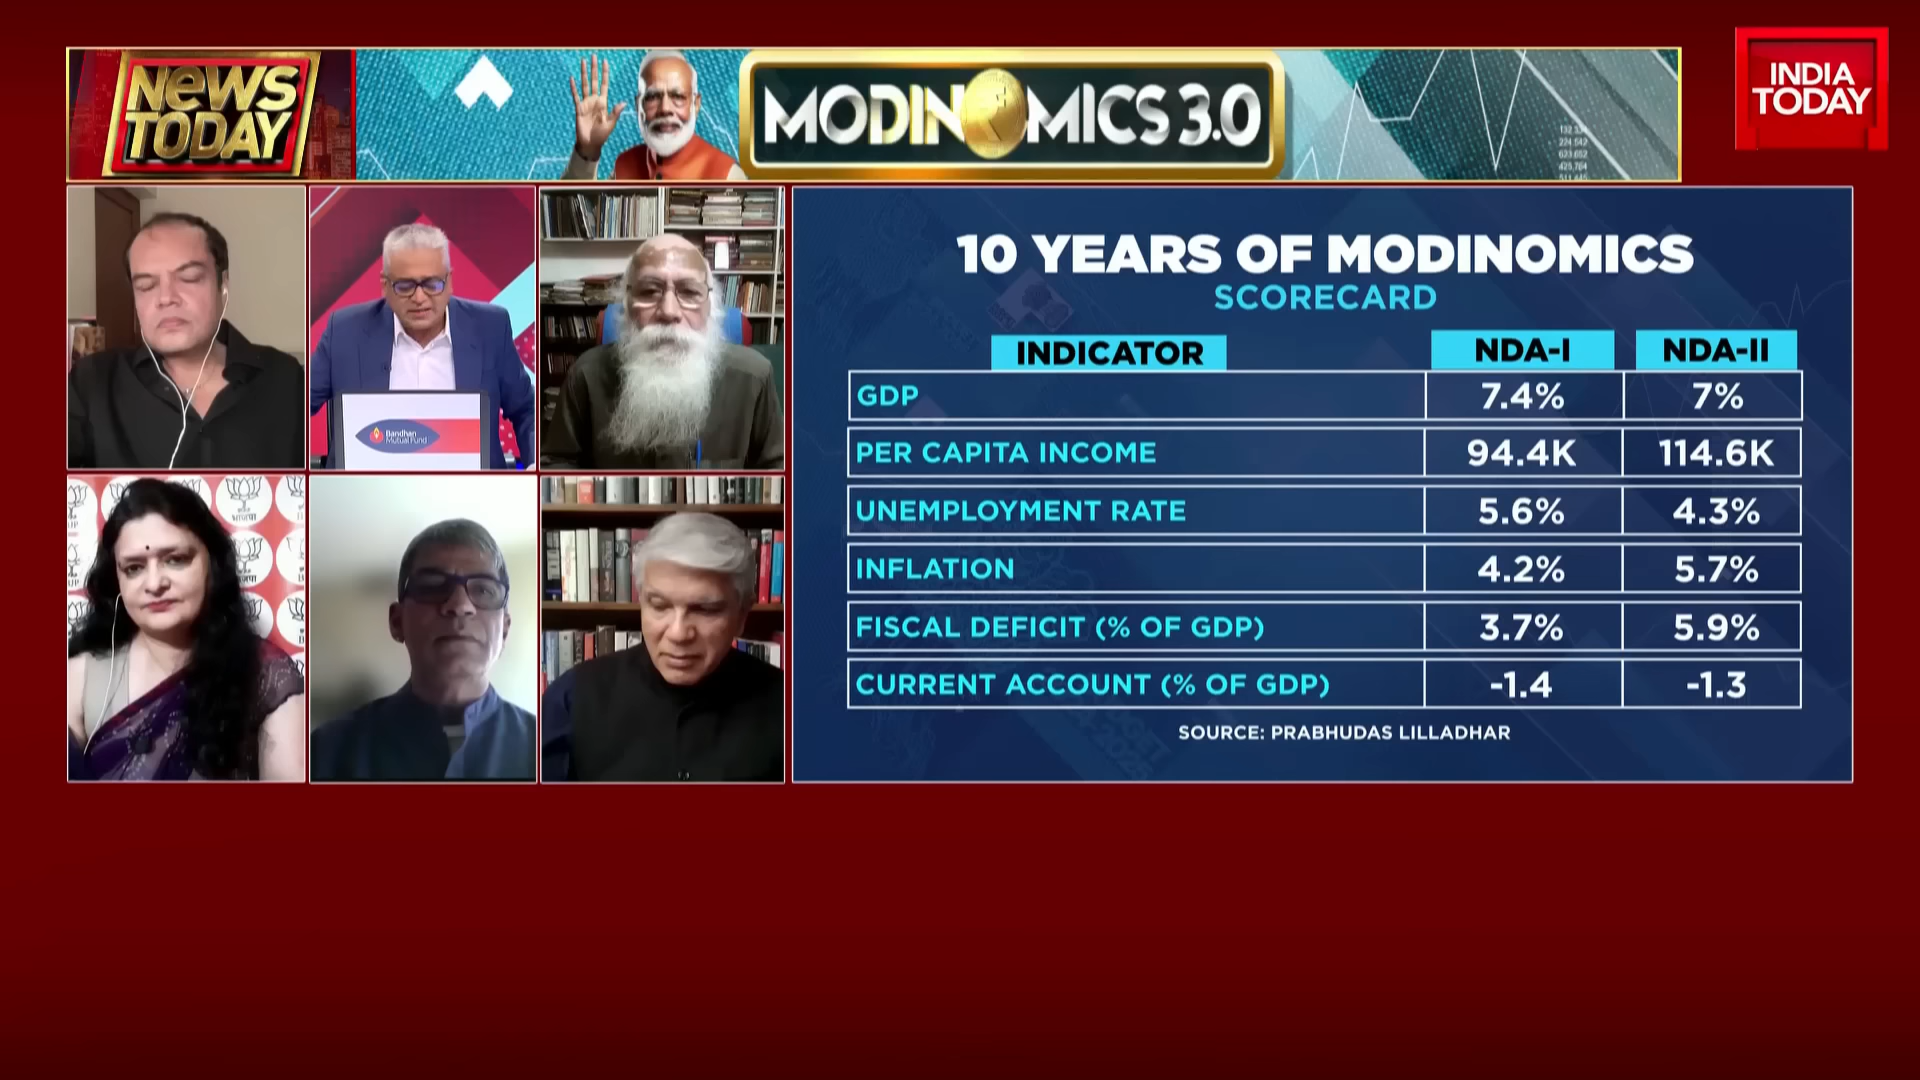 NEWS
TODAY
MODINOMICS 3.0
INDIA
TODAY
Bandhan
Mutual Fund
भाजपा
10 YEARS OF MODINOMICS
SCORECARD
INDICATOR NDA-I NDA-II
GDP 7.4% 7%
PER CAPITA INCOME 94.4K 114.6K
UNEMPLOYMENT RATE 5.6% 4.3%
INFLATION 4.2% 5.7%
FISCAL DEFICIT (% OF GDP) 3.7% 5.9%
CURRENT ACCOUNT (% OF GDP) -1.4 -1.3
SOURCE: PRABHUDAS LILLADHAR